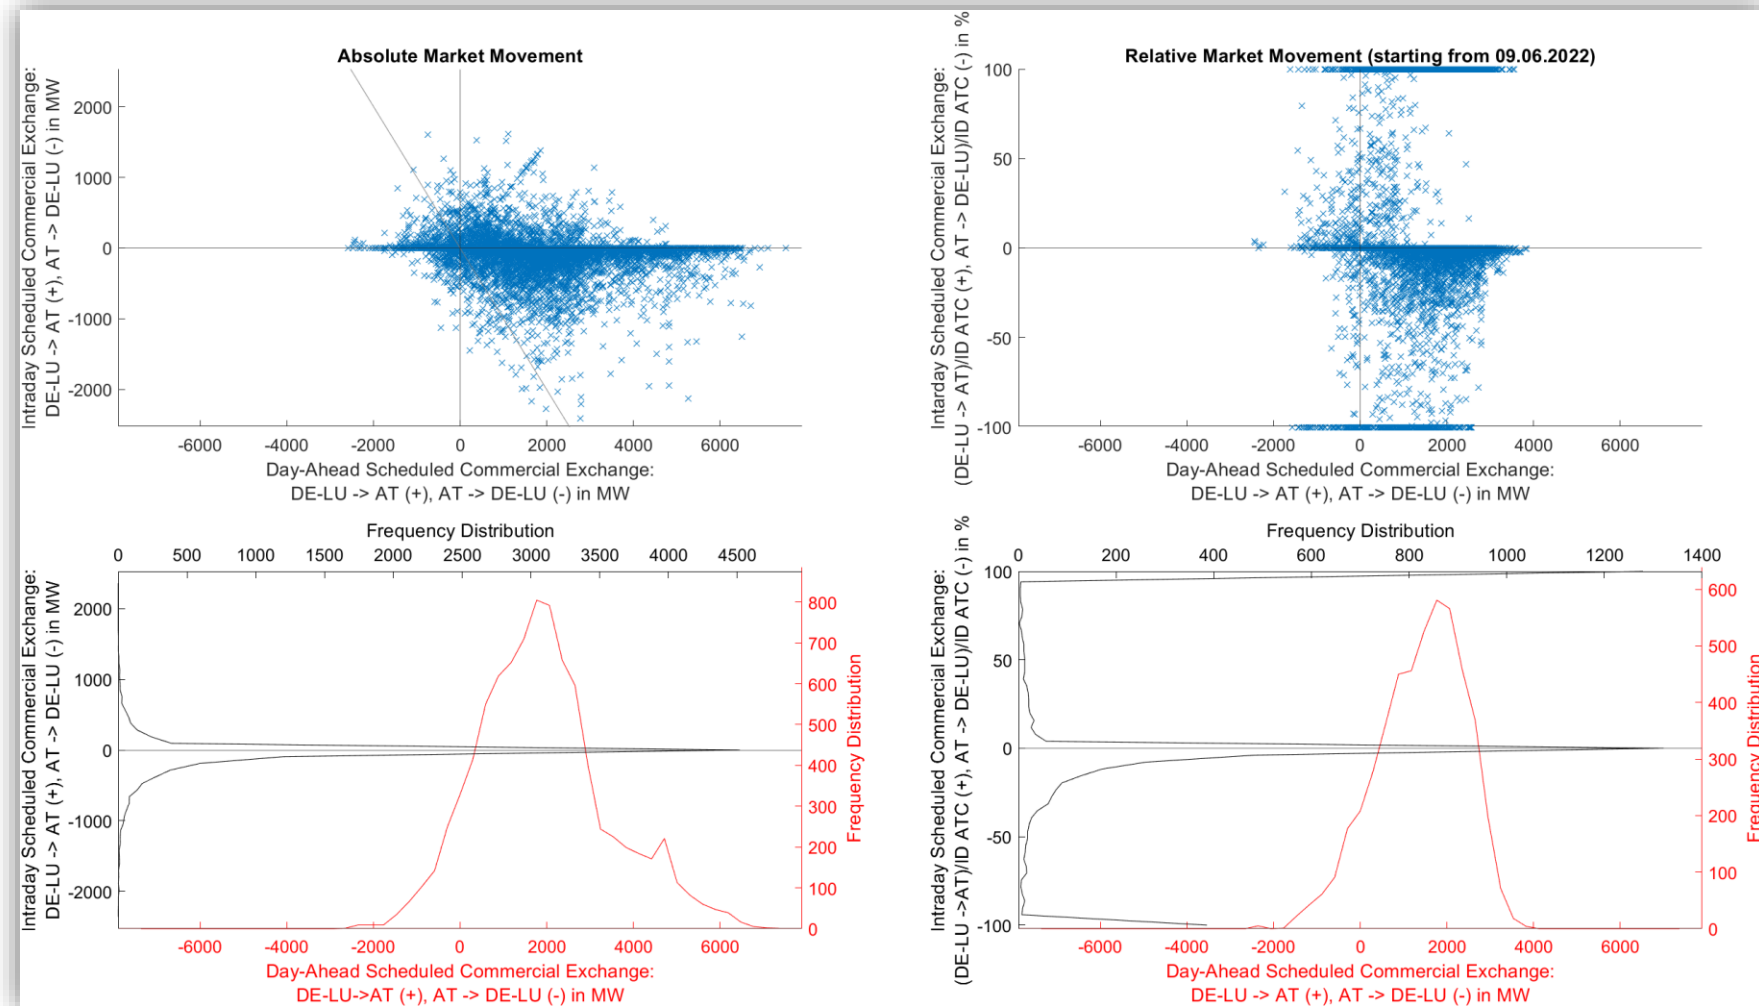 Absolute Market Movement
Intraday Scheduled Commercial Exchange:
DE-LU -> AT (+), AT -> DE-LU (-) in MW
2000
1000
0
-1000
-2000
-6000 -4000 -2000 0 2000 4000 6000
Day-Ahead Scheduled Commercial Exchange:
DE-LU -> AT (+), AT -> DE-LU (-) in MW
Relative Market Movement (starting from 09.06.2022)
Intarday Scheduled Commercial Exchange:
(DE-LU -> AT)/ID ATC (+), AT -> DE-LU)/ID ATC (-) in %
100
50
0
-50
-100
-6000 -4000 -2000 0 2000 4000 6000
Day-Ahead Scheduled Commercial Exchange:
DE-LU -> AT (+), AT -> DE-LU (-) in MW
Frequency Distribution
0 500 1000 1500 2000 2500 3000 3500 4000 4500
Intraday Scheduled Commercial Exchange:
DE-LU -> AT (+), AT -> DE-LU (-) in MW
2000
1000
0
-1000
-2000
800
700
600
500
400
300
200
100
0
Frequency Distribution
-6000 -4000 -2000 0 2000 4000 6000
Day-Ahead Scheduled Commercial Exchange:
DE-LU->AT (+), AT -> DE-LU (-) in MW
Frequency Distribution
0 200 400 600 800 1000 1200 1400
Intraday Scheduled Commercial Exchange:
(DE-LU ->AT)/ID ATC (+), AT -> DE-LU)/ID ATC (-) in %
100
50
0
-50
-100
600
500
400
300
200
100
0
Frequency Distribution
-6000 -4000 -2000 0 2000 4000 6000
Day-Ahead Scheduled Commercial Exchange:
DE-LU -> AT (+), AT -> DE-LU (-) in MW